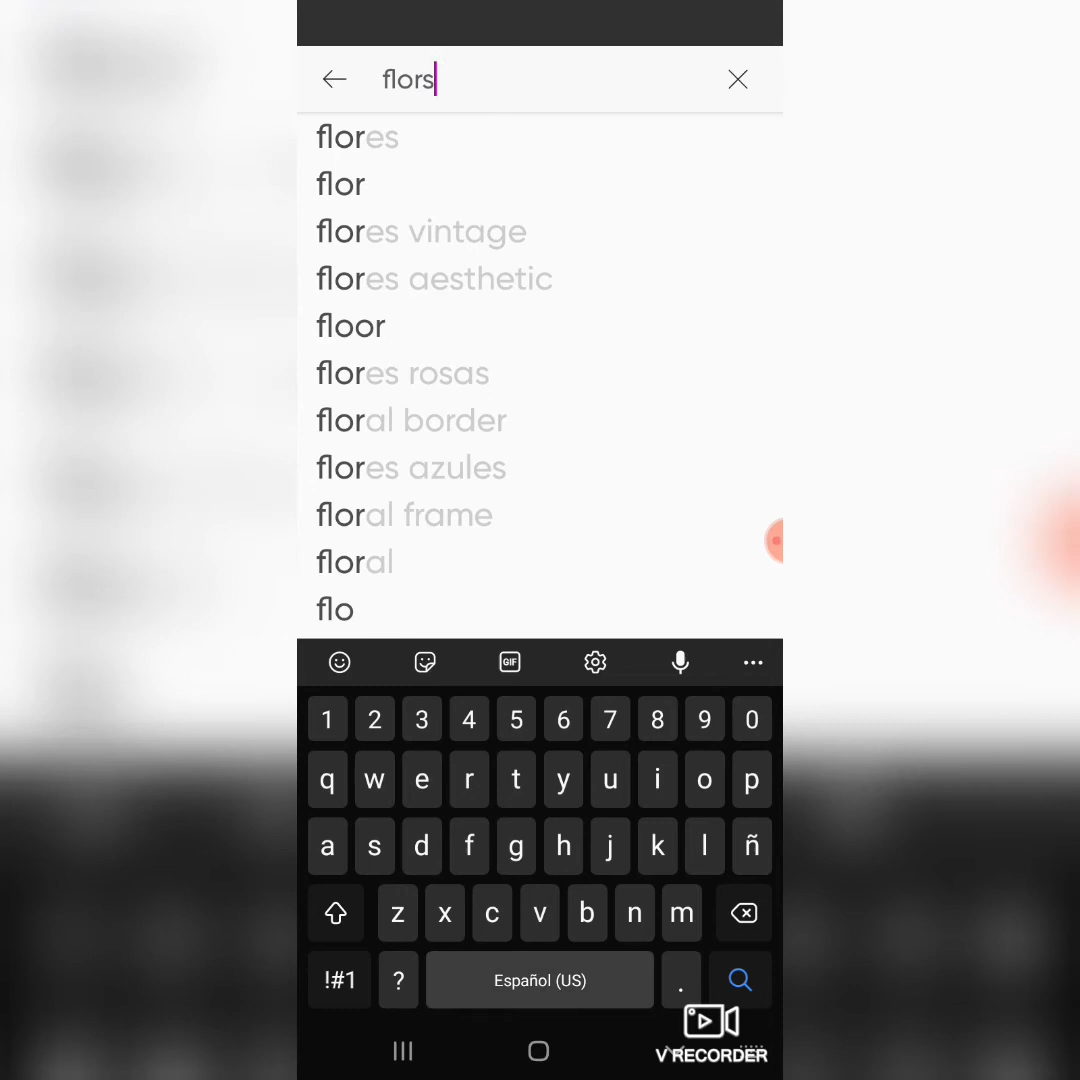 flors
flores
flor
flores vintage
flores aesthetic
floor
flores rosas
floral border
flores azules
floral frame
floral
flo
GIF
1 2 3 4 5 6 7 8 9 0
q w e r t y u i o p
a s d f g h j k l ñ
z x c v b n m
!#1 ? Español (US) .
V RECORDER